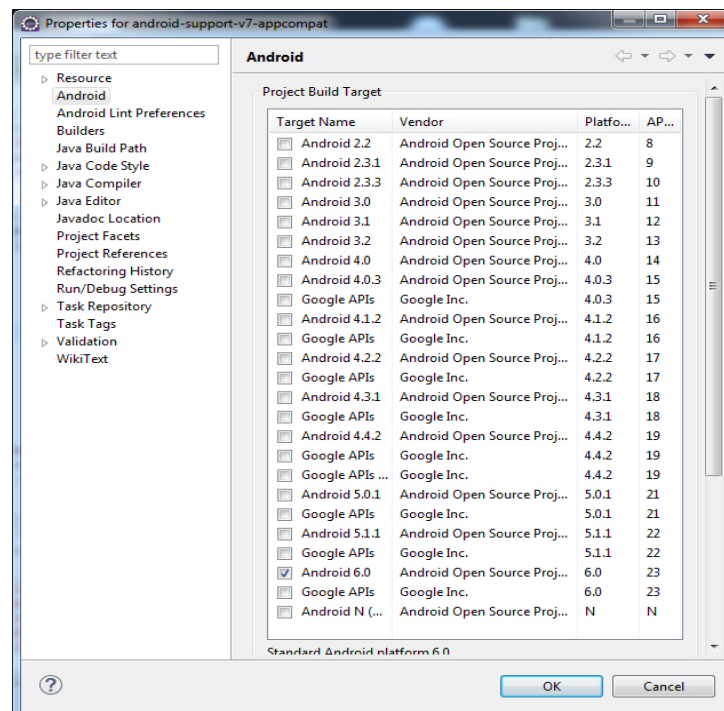 Properties for android-support-v7-appcompat
type filter text
Resource
Android
Android Lint Preferences
Builders
Java Build Path
Java Code Style
Java Compiler
Java Editor
Javadoc Location
Project Facets
Project References
Refactoring History
Run/Debug Settings
Task Repository
Task Tags
Validation
WikiText
Android
Project Build Target
Target Name Vendor Platfo... AP...
Android 2.2 Android Open Source Proj... 2.2 8
Android 2.3.1 Android Open Source Proj... 2.3.1 9
Android 2.3.3 Android Open Source Proj... 2.3.3 10
Android 3.0 Android Open Source Proj... 3.0 11
Android 3.1 Android Open Source Proj... 3.1 12
Android 3.2 Android Open Source Proj... 3.2 13
Android 4.0 Android Open Source Proj... 4.0 14
Android 4.0.3 Android Open Source Proj... 4.0.3 15
Google APIs Google Inc. 4.0.3 15
Android 4.1.2 Android Open Source Proj... 4.1.2 16
Google APIs Google Inc. 4.1.2 16
Android 4.2.2 Android Open Source Proj... 4.2.2 17
Google APIs Google Inc. 4.2.2 17
Android 4.3.1 Android Open Source Proj... 4.3.1 18
Google APIs Google Inc. 4.3.1 18
Android 4.4.2 Android Open Source Proj... 4.4.2 19
Google APIs Google Inc. 4.4.2 19
Google APIs ... Google Inc. 4.4.2 19
Android 5.0.1 Android Open Source Proj... 5.0.1 21
Google APIs Google Inc. 5.0.1 21
Android 5.1.1 Android Open Source Proj... 5.1.1 22
Google APIs Google Inc. 5.1.1 22
Android 6.0 Android Open Source Proj... 6.0 23
Google APIs Google Inc. 6.0 23
Android N (... Android Open Source Proj... N N
Standard Android platform 6.0
OK Cancel